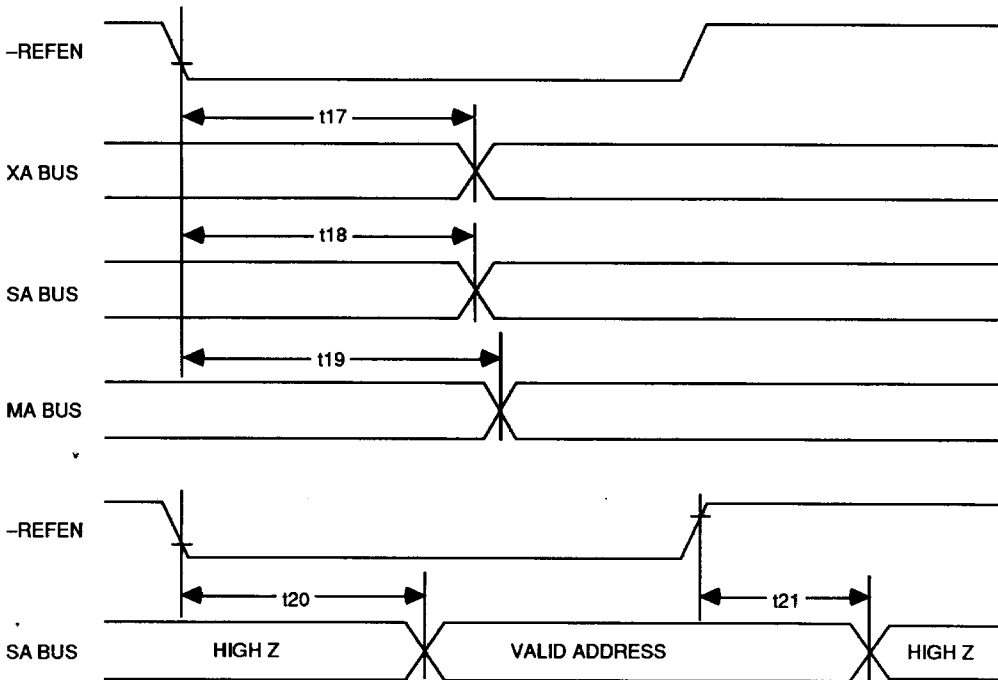 –REFEN
t17
XA BUS
t18
SA BUS
t19
MA BUS
–REFEN
t20
t21
SA BUS
HIGH Z
VALID ADDRESS
HIGH Z